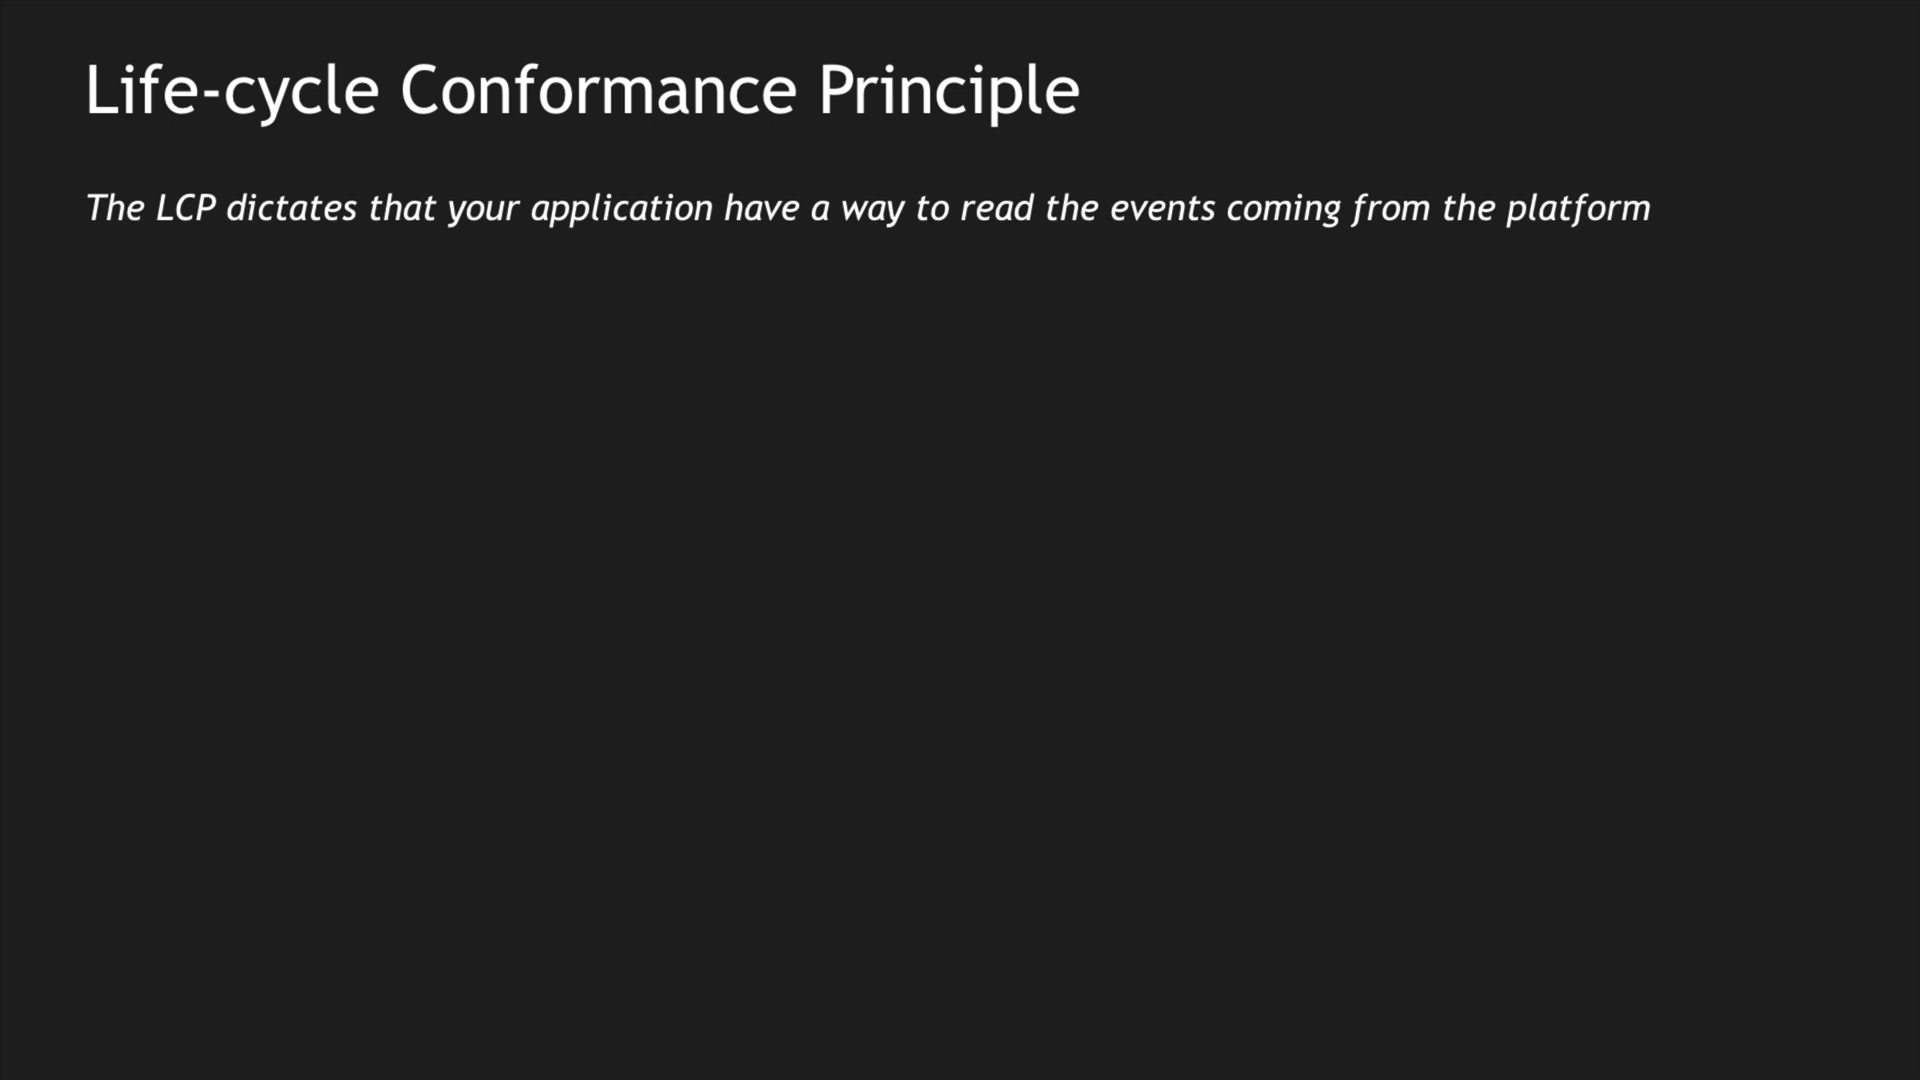 Life-cycle Conformance Principle
The LCP dictates that your application have a way to read the events coming from the platform